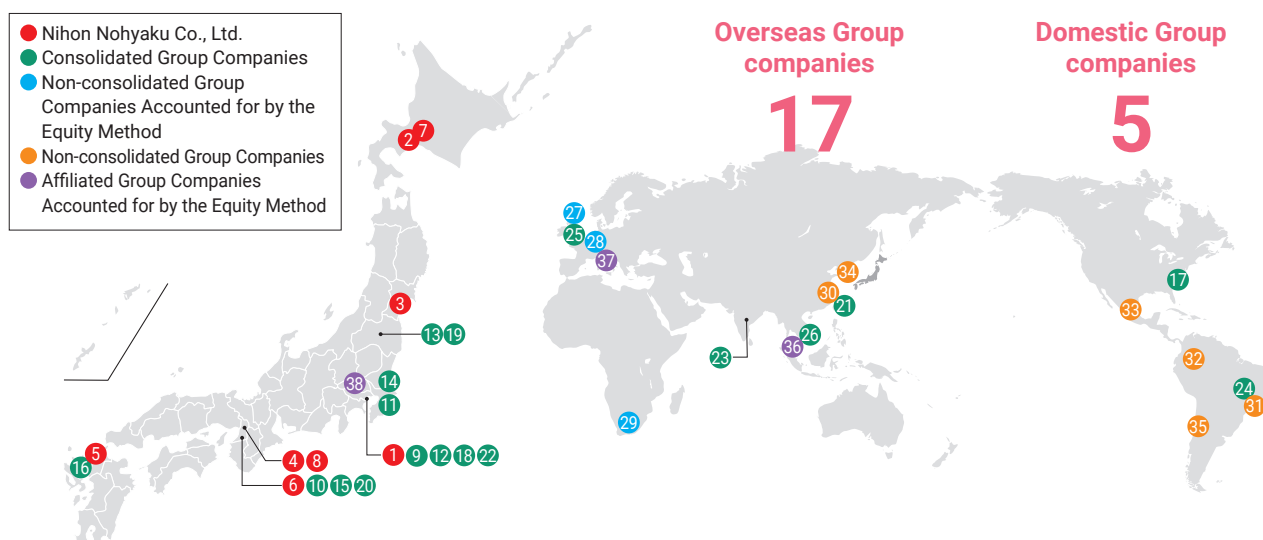 Nihon Nohyaku Co., Ltd.
Consolidated Group Companies
Non-consolidated Group
Companies Accounted for by the
Equity Method
Non-consolidated Group Companies
Affiliated Group Companies
Accounted for by the Equity Method
Overseas Group
companies
17
Domestic Group
companies
5
2 7
3
13 19
38 14
11
5
16
4 8
1 9 12 18 22
6 10 15 20
27
25
28
37
34
30
21
26
36
23
29
17
33
32
24
31
35